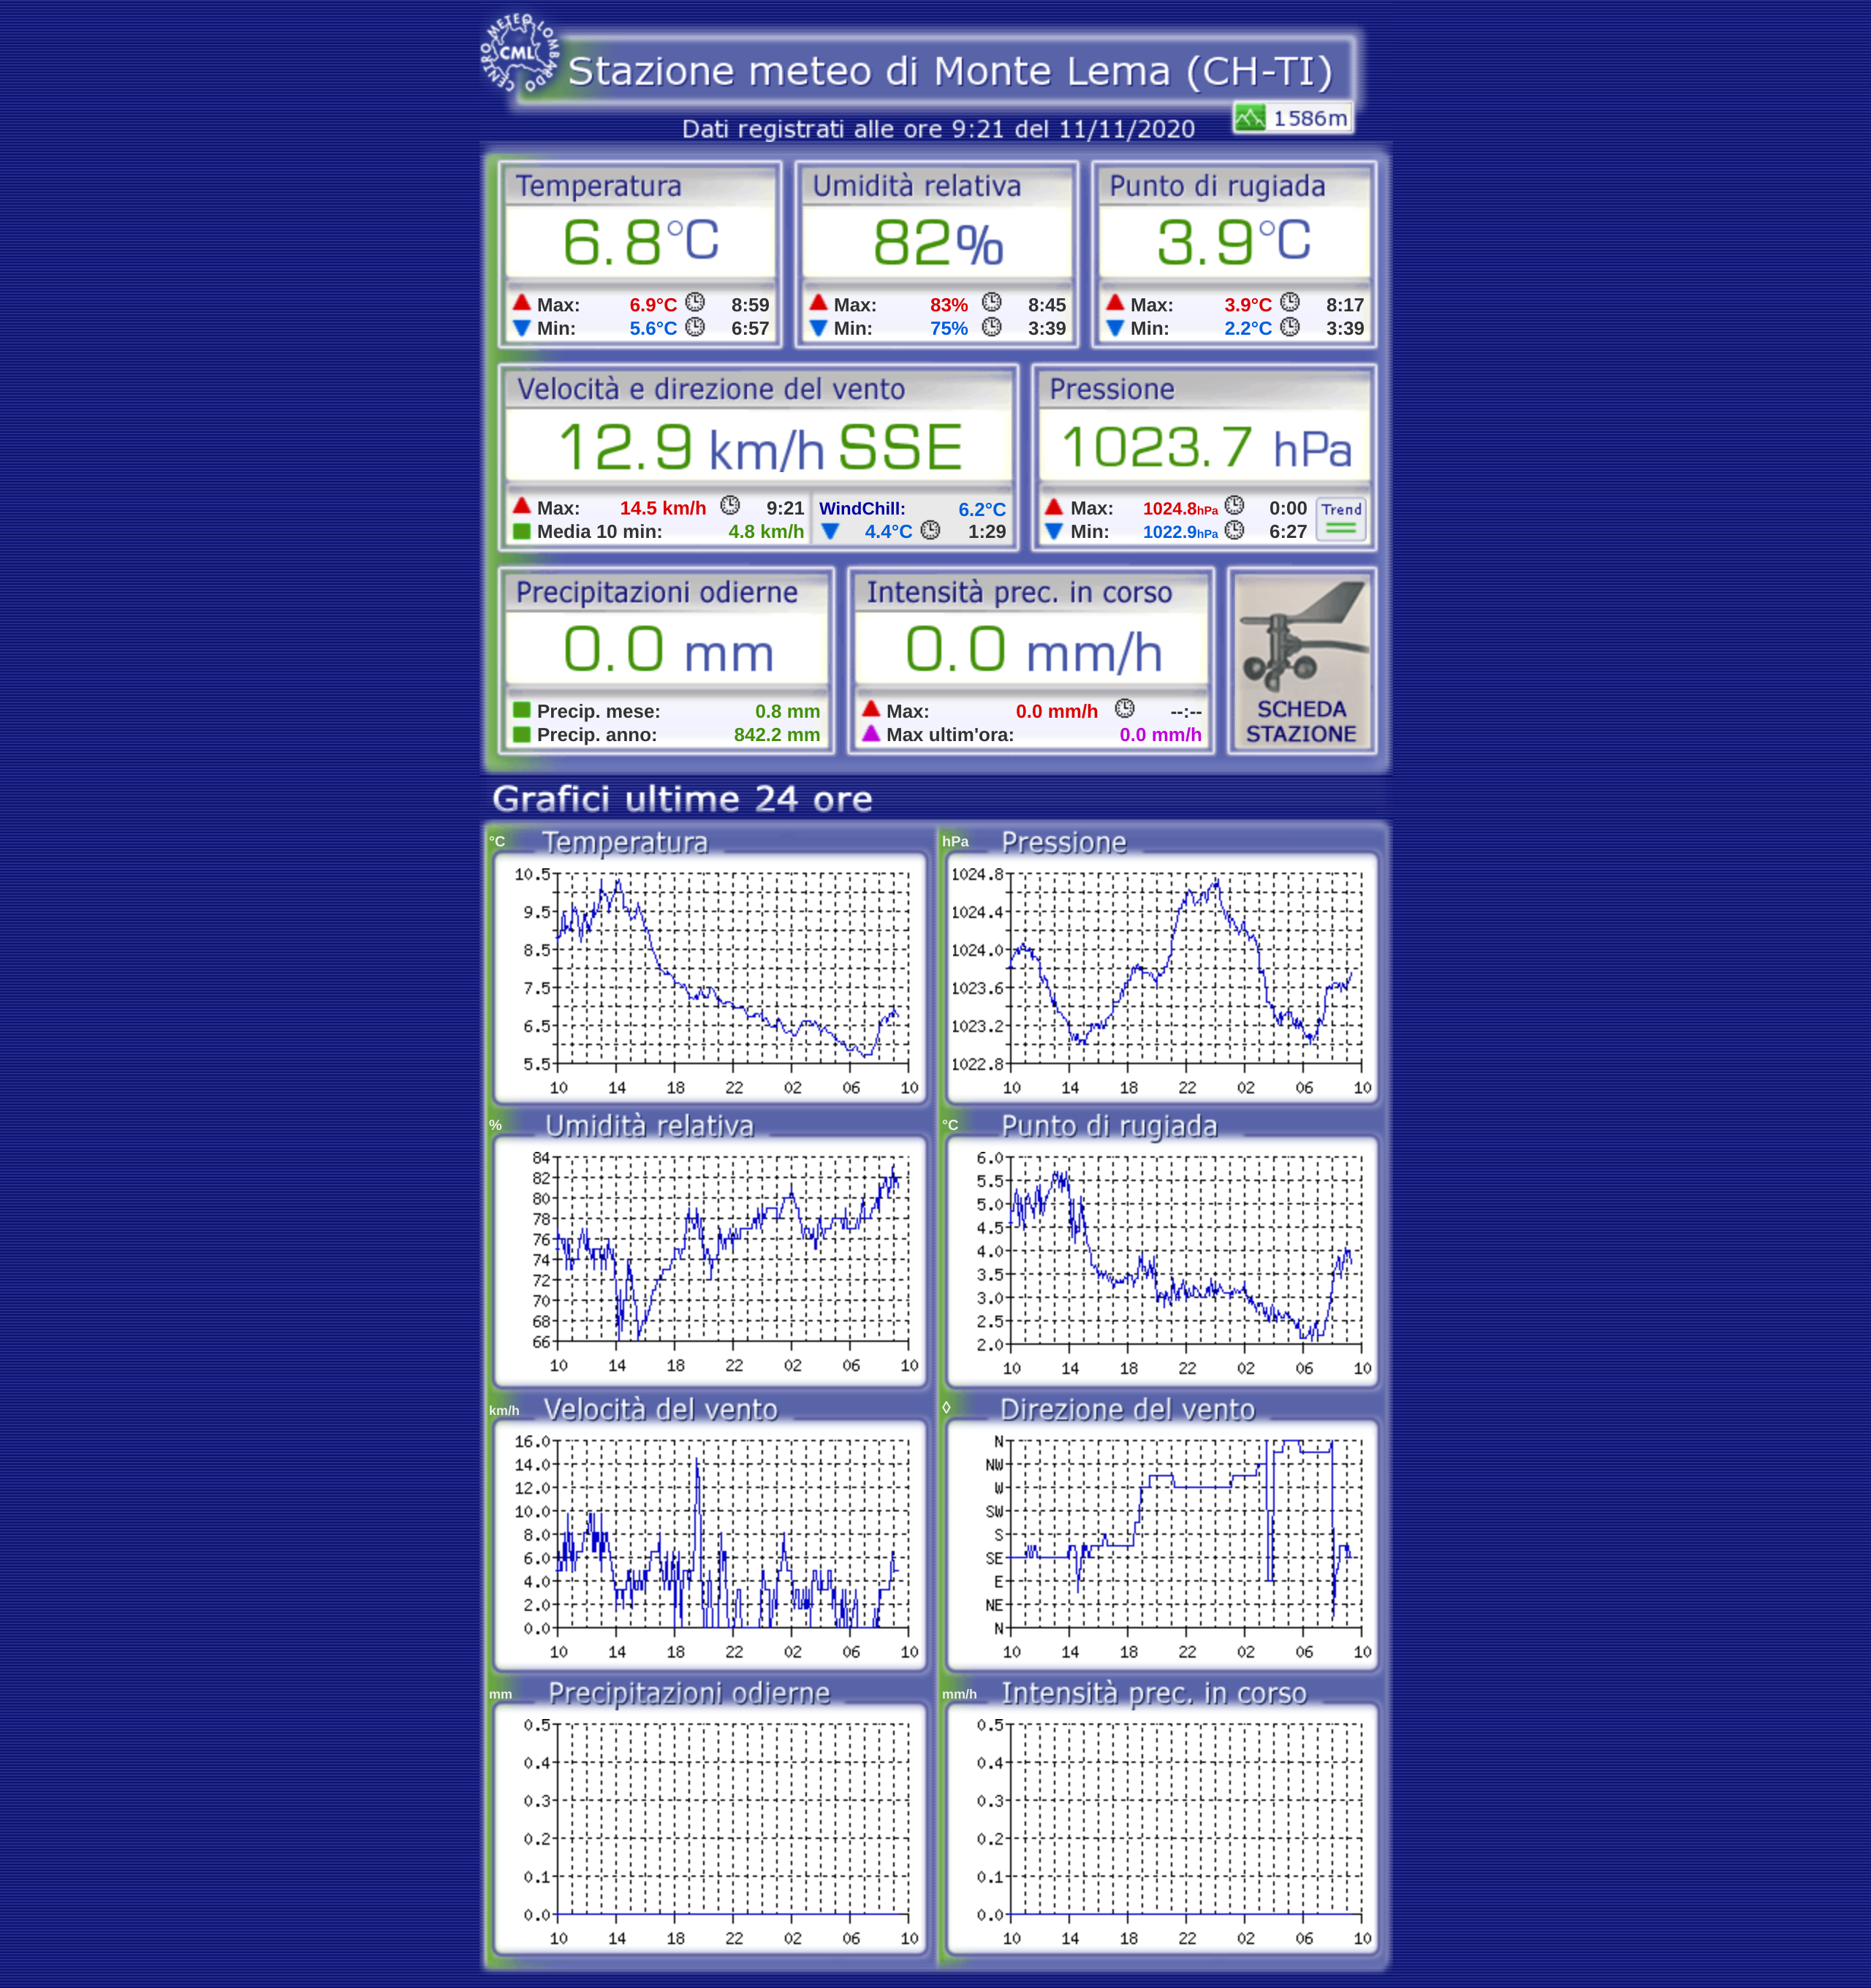 CENTRO METEO LOMBARDO
CML
Stazione meteo di Monte Lema (CH-TI)
1586m
Dati registrati alle ore 9:21 del 11/11/2020
Temperatura Umidità relativa Punto di rugiada
6.8°C 82% 3.9°C
Max: 6.9°C 8:59 Max: 83% 8:45 Max: 3.9°C 8:17
Min: 5.6°C 6:57 Min: 75% 3:39 Min: 2.2°C 3:39
Velocità e direzione del vento Pressione
12.9 km/h SSE 1023.7 hPa
Max: 14.5 km/h 9:21 WindChill: 6.2°C Max: 1024.8hPa 0:00 Trend
Media 10 min: 4.8 km/h 4.4°C 1:29 Min: 1022.9hPa 6:27
Precipitazioni odierne Intensità prec. in corso
0.0 mm 0.0 mm/h
Precip. mese: 0.8 mm Max: 0.0 mm/h --:-- SCHEDA
Precip. anno: 842.2 mm Max ultim'ora: 0.0 mm/h STAZIONE
Grafici ultime 24 ore
°C Temperatura
10.5
9.5
8.5
7.5
6.5
5.5
10 14 18 22 02 06 10
hPa Pressione
1024.8
1024.4
1024.0
1023.6
1023.2
1022.8
10 14 18 22 02 06 10
% Umidità relativa
84
82
80
78
76
74
72
70
68
66
10 14 18 22 02 06 10
°C Punto di rugiada
6.0
5.5
5.0
4.5
4.0
3.5
3.0
2.5
2.0
10 14 18 22 02 06 10
km/h Velocità del vento
16.0
14.0
12.0
10.0
8.0
6.0
4.0
2.0
0.0
10 14 18 22 02 06 10
◊ Direzione del vento
N
NW
W
SW
S
SE
E
NE
N
10 14 18 22 02 06 10
mm Precipitazioni odierne
0.5
0.4
0.3
0.2
0.1
0.0
10 14 18 22 02 06 10
mm/h Intensità prec. in corso
0.5
0.4
0.3
0.2
0.1
0.0
10 14 18 22 02 06 10